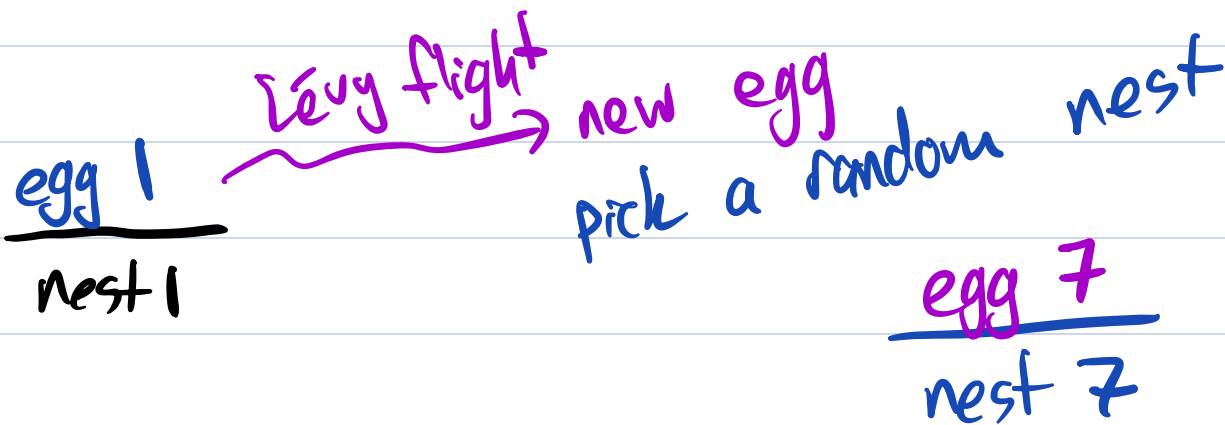 Lévy flight
new egg
egg 1
pick a random nest
nest 1
egg 7
nest 7